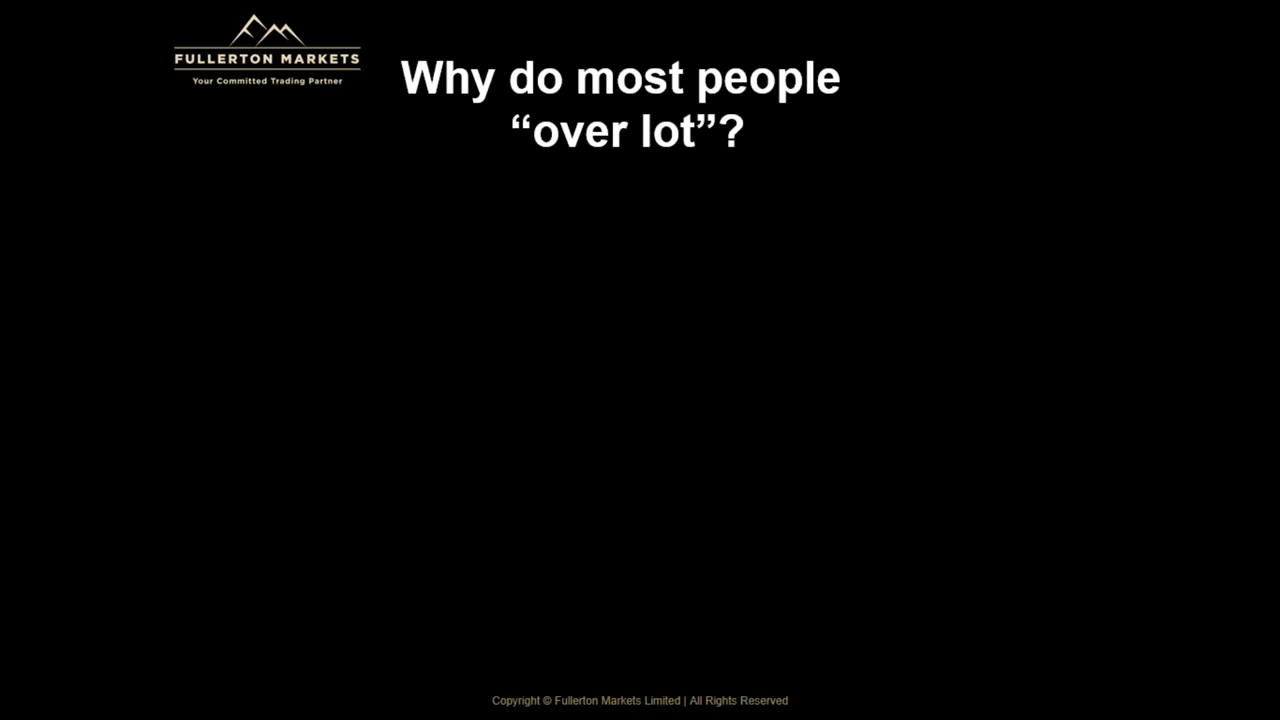 FULLERTON MARKETS
Your Committed Trading Partner
Why do most people
“over lot”?
Copyright © Fullerton Markets Limited | All Rights Reserved